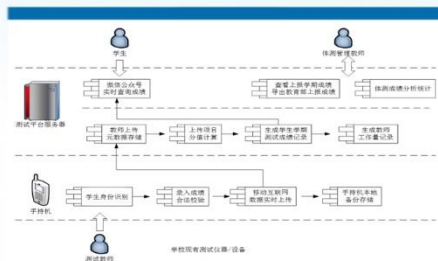 学生
体测管理教师
微信公众号
实时查询成绩
查看上报学期成绩
导出教育部上报成绩
体测成绩分析统计
测试平台服务器
教师上传
元数据存储
上传项目
分值计算
生成学生学期
测试成绩记录
生成教师
工作量记录
手持机
学生身份识别
录入成绩
合法校验
移动互联网
数据实时上传
手持机本地
备份存储
测试教师
学校现有测试仪器/设备